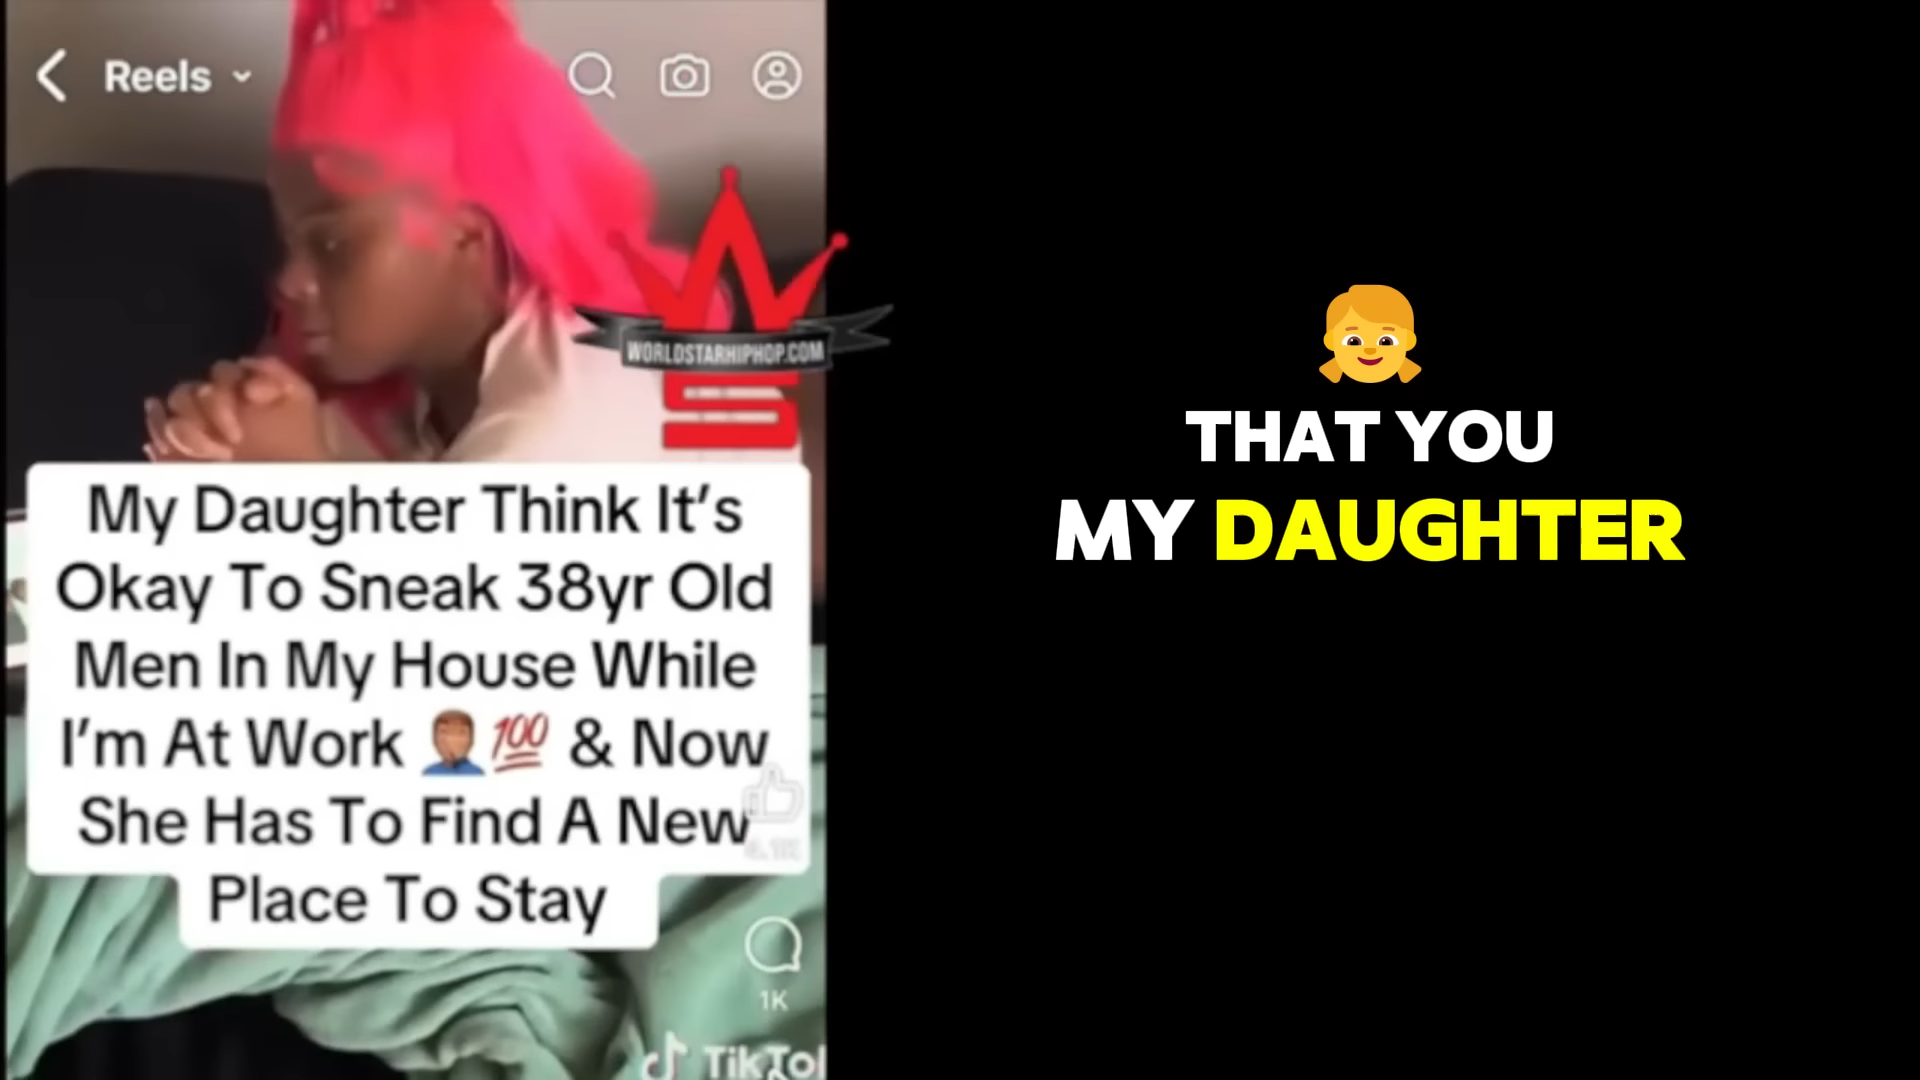 Reels
WORLDSTARHIPHOP.COM
My Daughter Think It's
Okay To Sneak 38yr Old
Men In My House While
I'm At Work 🤦🏽‍♂️💯 & Now
She Has To Find A New
Place To Stay
1K
TikTok
THAT YOU
MY DAUGHTER